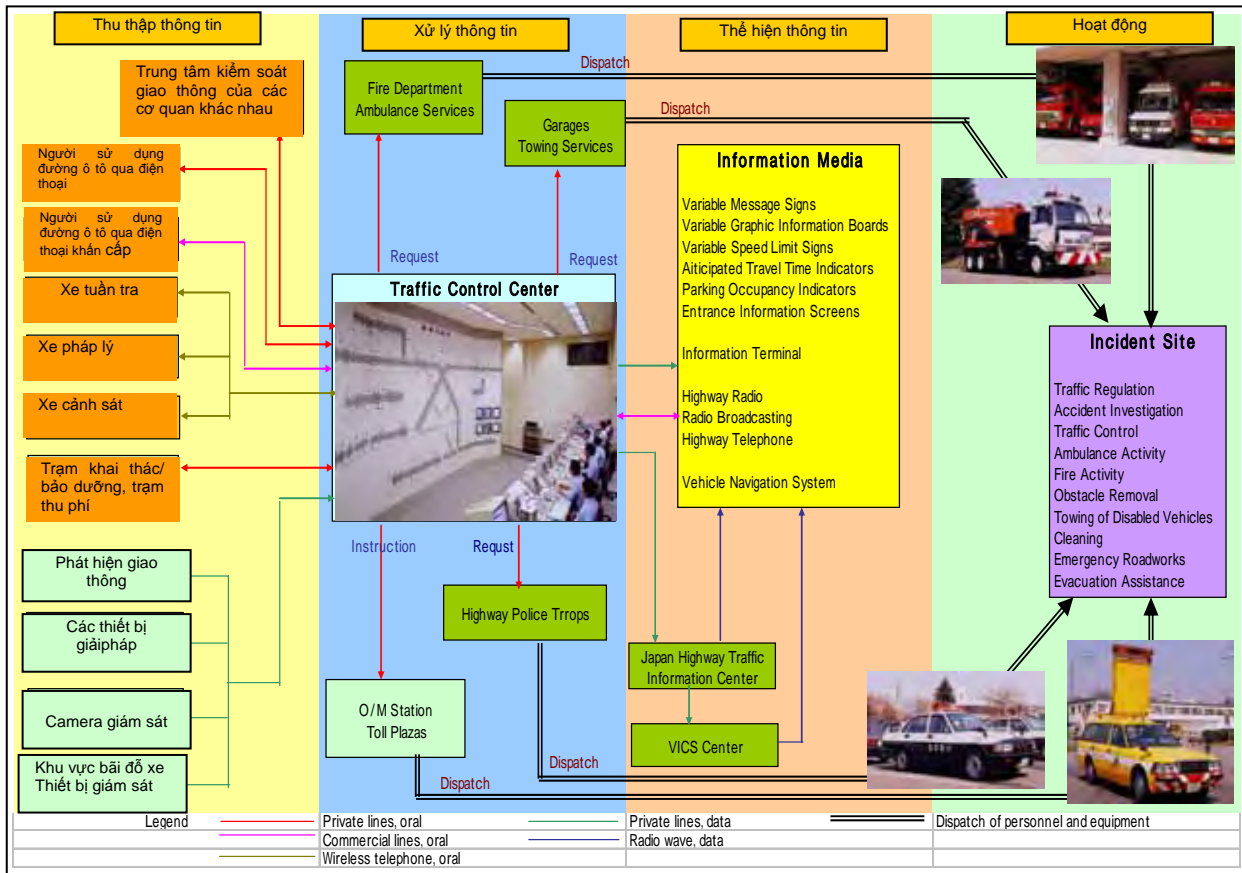 Thu thập thông tin
Xử lý thông tin
Thể hiện thông tin
Hoạt động
Trung tâm kiểm soát
giao thông của các
cơ quan khác nhau
Người sử dụng
đường ô tô qua điện
thoại
Người sử dụng
đường ô tô qua điện
thoại khẩn cấp
Xe tuần tra
Xe pháp lý
Xe cảnh sát
Trạm khai thác/
bảo dưỡng, trạm
thu phí
Phát hiện giao
thông
Các thiết bị
giảipháp
Camera giám sát
Khu vực bãi đỗ xe
Thiết bị giám sát
Fire Department
Ambulance Services
Dispatch
Garages
Towing Services
Dispatch
Request
Request
Traffic Control Center
Instruction
Requst
Highway Police Trrops
O/M Station
Toll Plazas
Dispatch
Dispatch
Information Media
Variable Message Signs
Variable Graphic Information Boards
Variable Speed Limit Signs
Aiticipated Travel Time Indicators
Parking Occupancy Indicators
Entrance Information Screens
Information Terminal
Highway Radio
Radio Broadcasting
Highway Telephone
Vehicle Navigation System
Japan Highway Traffic
Information Center
VICS Center
Incident Site
Traffic Regulation
Accident Investigation
Traffic Control
Ambulance Activity
Fire Activity
Obstacle Removal
Towing of Disabled Vehicles
Cleaning
Emergency Roadworks
Evacuation Assistance
Legend
Private lines, oral
Private lines, data
Dispatch of personnel and equipment
Commercial lines, oral
Radio wave, data
Wireless telephone, oral